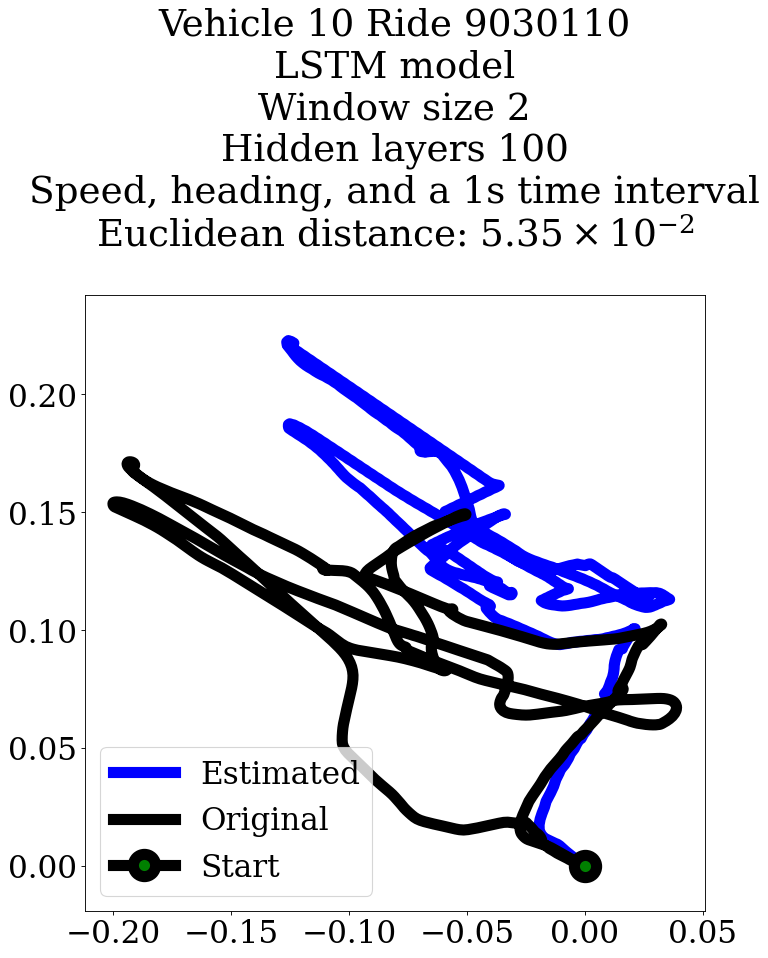 Vehicle 10 Ride 9030110
LSTM model
Window size 2
Hidden layers 100
Speed, heading, and a 1s time interval
Euclidean distance: 5.35 × 10⁻²
0.20
0.15
0.10
0.05
0.00
Estimated
Original
Start
−0.20 −0.15 −0.10 −0.05 0.00 0.05